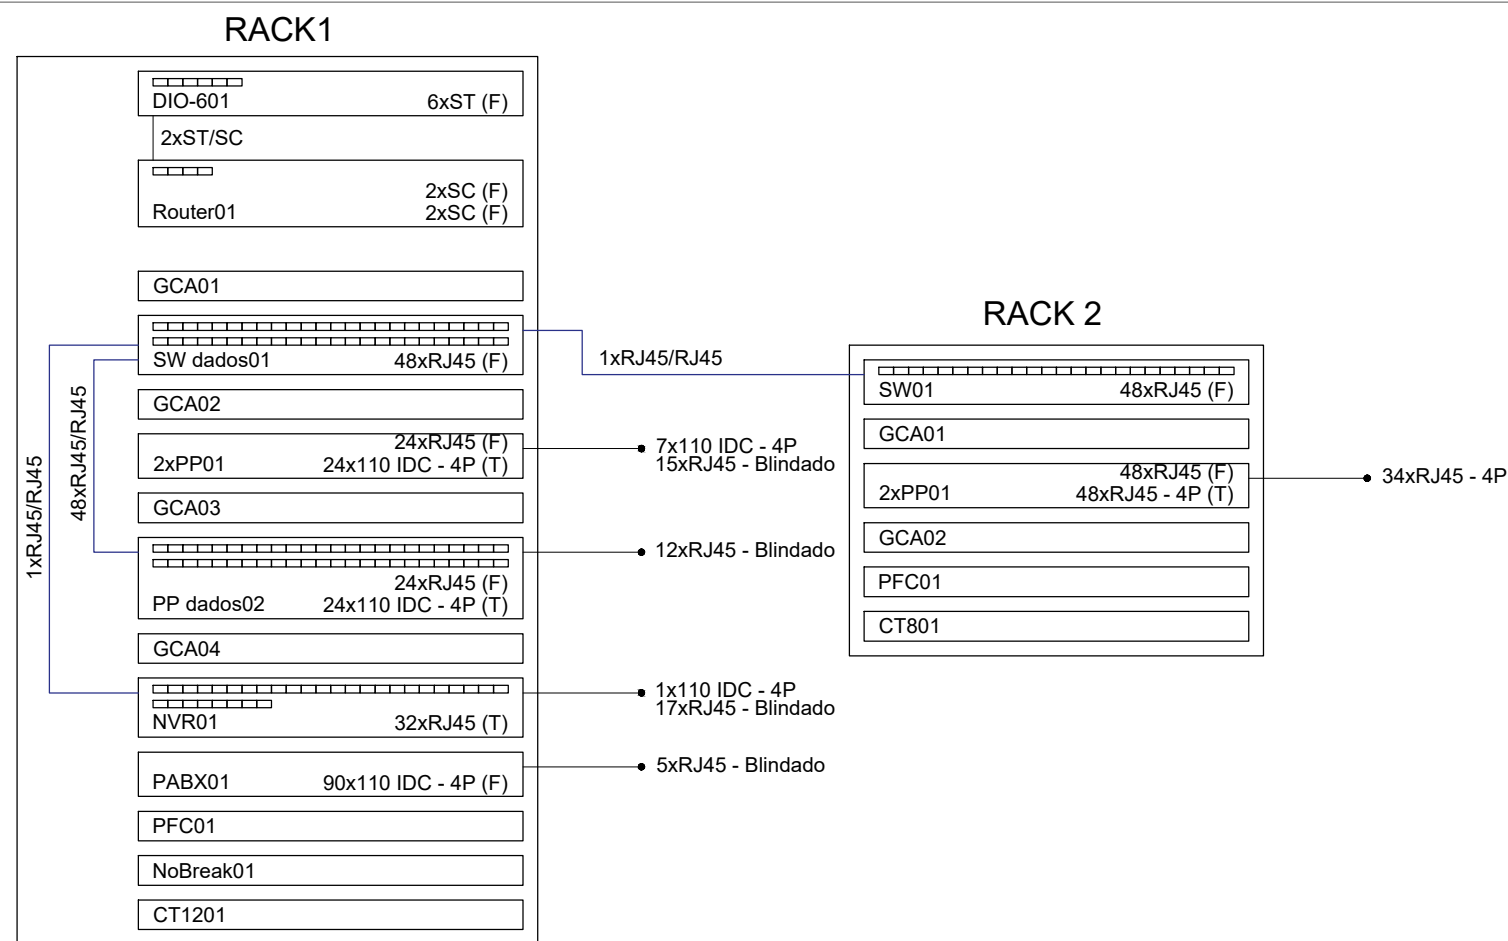 RACK1
DIO-601 6xST (F)
2xST/SC
2xSC (F)
Router01 2xSC (F)
GCA01
SW dados01 48xRJ45 (F)
GCA02
24xRJ45 (F)
2xPP01 24x110 IDC - 4P (T)
GCA03
24xRJ45 (F)
PP dados02 24x110 IDC - 4P (T)
GCA04
NVR01 32xRJ45 (T)
PABX01 90x110 IDC - 4P (F)
PFC01
NoBreak01
CT1201
1xRJ45/RJ45
48xRJ45/RJ45
1xRJ45/RJ45
7x110 IDC - 4P
15xRJ45 - Blindado
12xRJ45 - Blindado
1x110 IDC - 4P
17xRJ45 - Blindado
5xRJ45 - Blindado
RACK 2
SW01 48xRJ45 (F)
GCA01
48xRJ45 (F)
2xPP01 48xRJ45 - 4P (T)
GCA02
PFC01
CT801
34xRJ45 - 4P